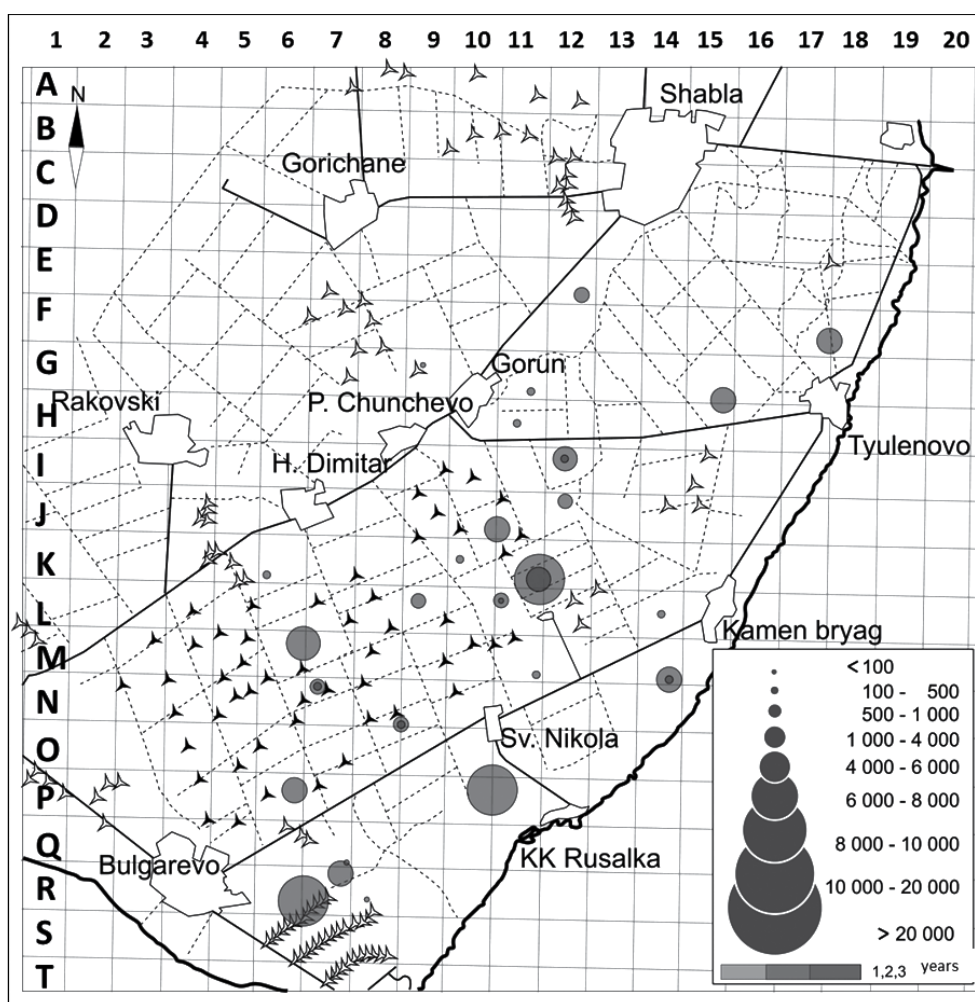 1 2 3 4 5 6 7 8 9 10 11 12 13 14 15 16 17 18 19 20
A
N
Shabla
B
Gorichane
C
D
E
F
G
Gorun
Rakovski
P. Chunchevo
H
Tyulenovo
H. Dimitar
I
J
K
L
Kamen bryag
M
< 100
100 - 500
N
500 - 1 000
Sv. Nikola
1 000 - 4 000
O
4 000 - 6 000
P
6 000 - 8 000
Q
8 000 - 10 000
Bulgarevo
KK Rusalka
R
10 000 - 20 000
S
> 20 000
T
1,2,3 years